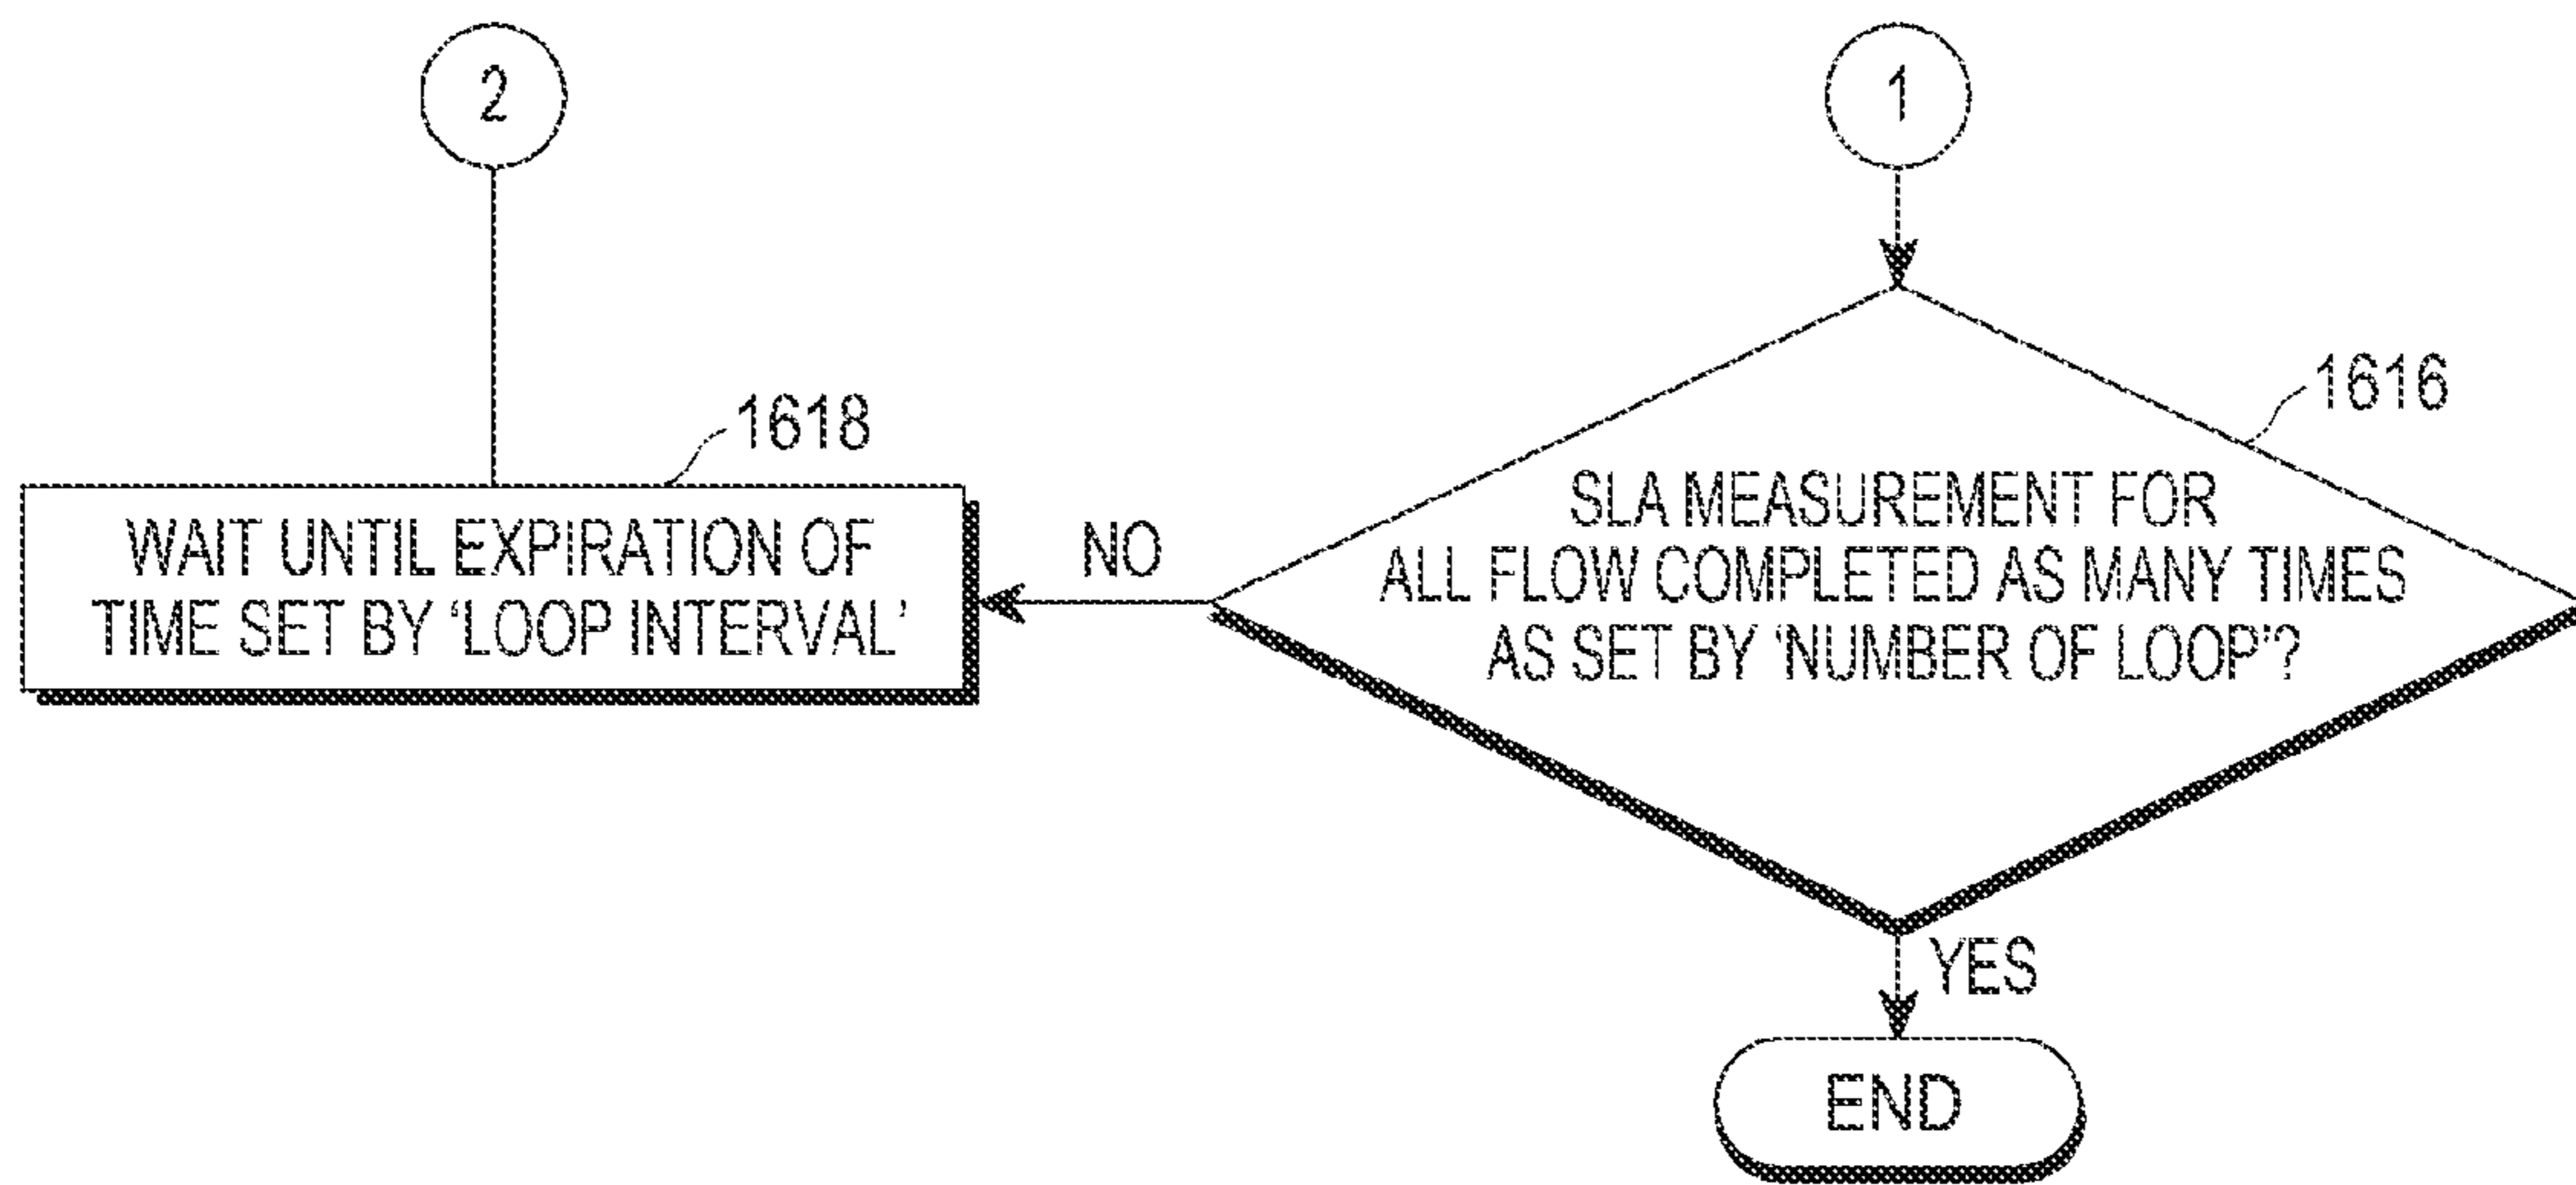 2
1
1618
1616
WAIT UNTIL EXPIRATION OF
TIME SET BY ‘LOOP INTERVAL’
NO
SLA MEASUREMENT FOR
ALL FLOW COMPLETED AS MANY TIMES
AS SET BY ‘NUMBER OF LOOP’?
YES
END